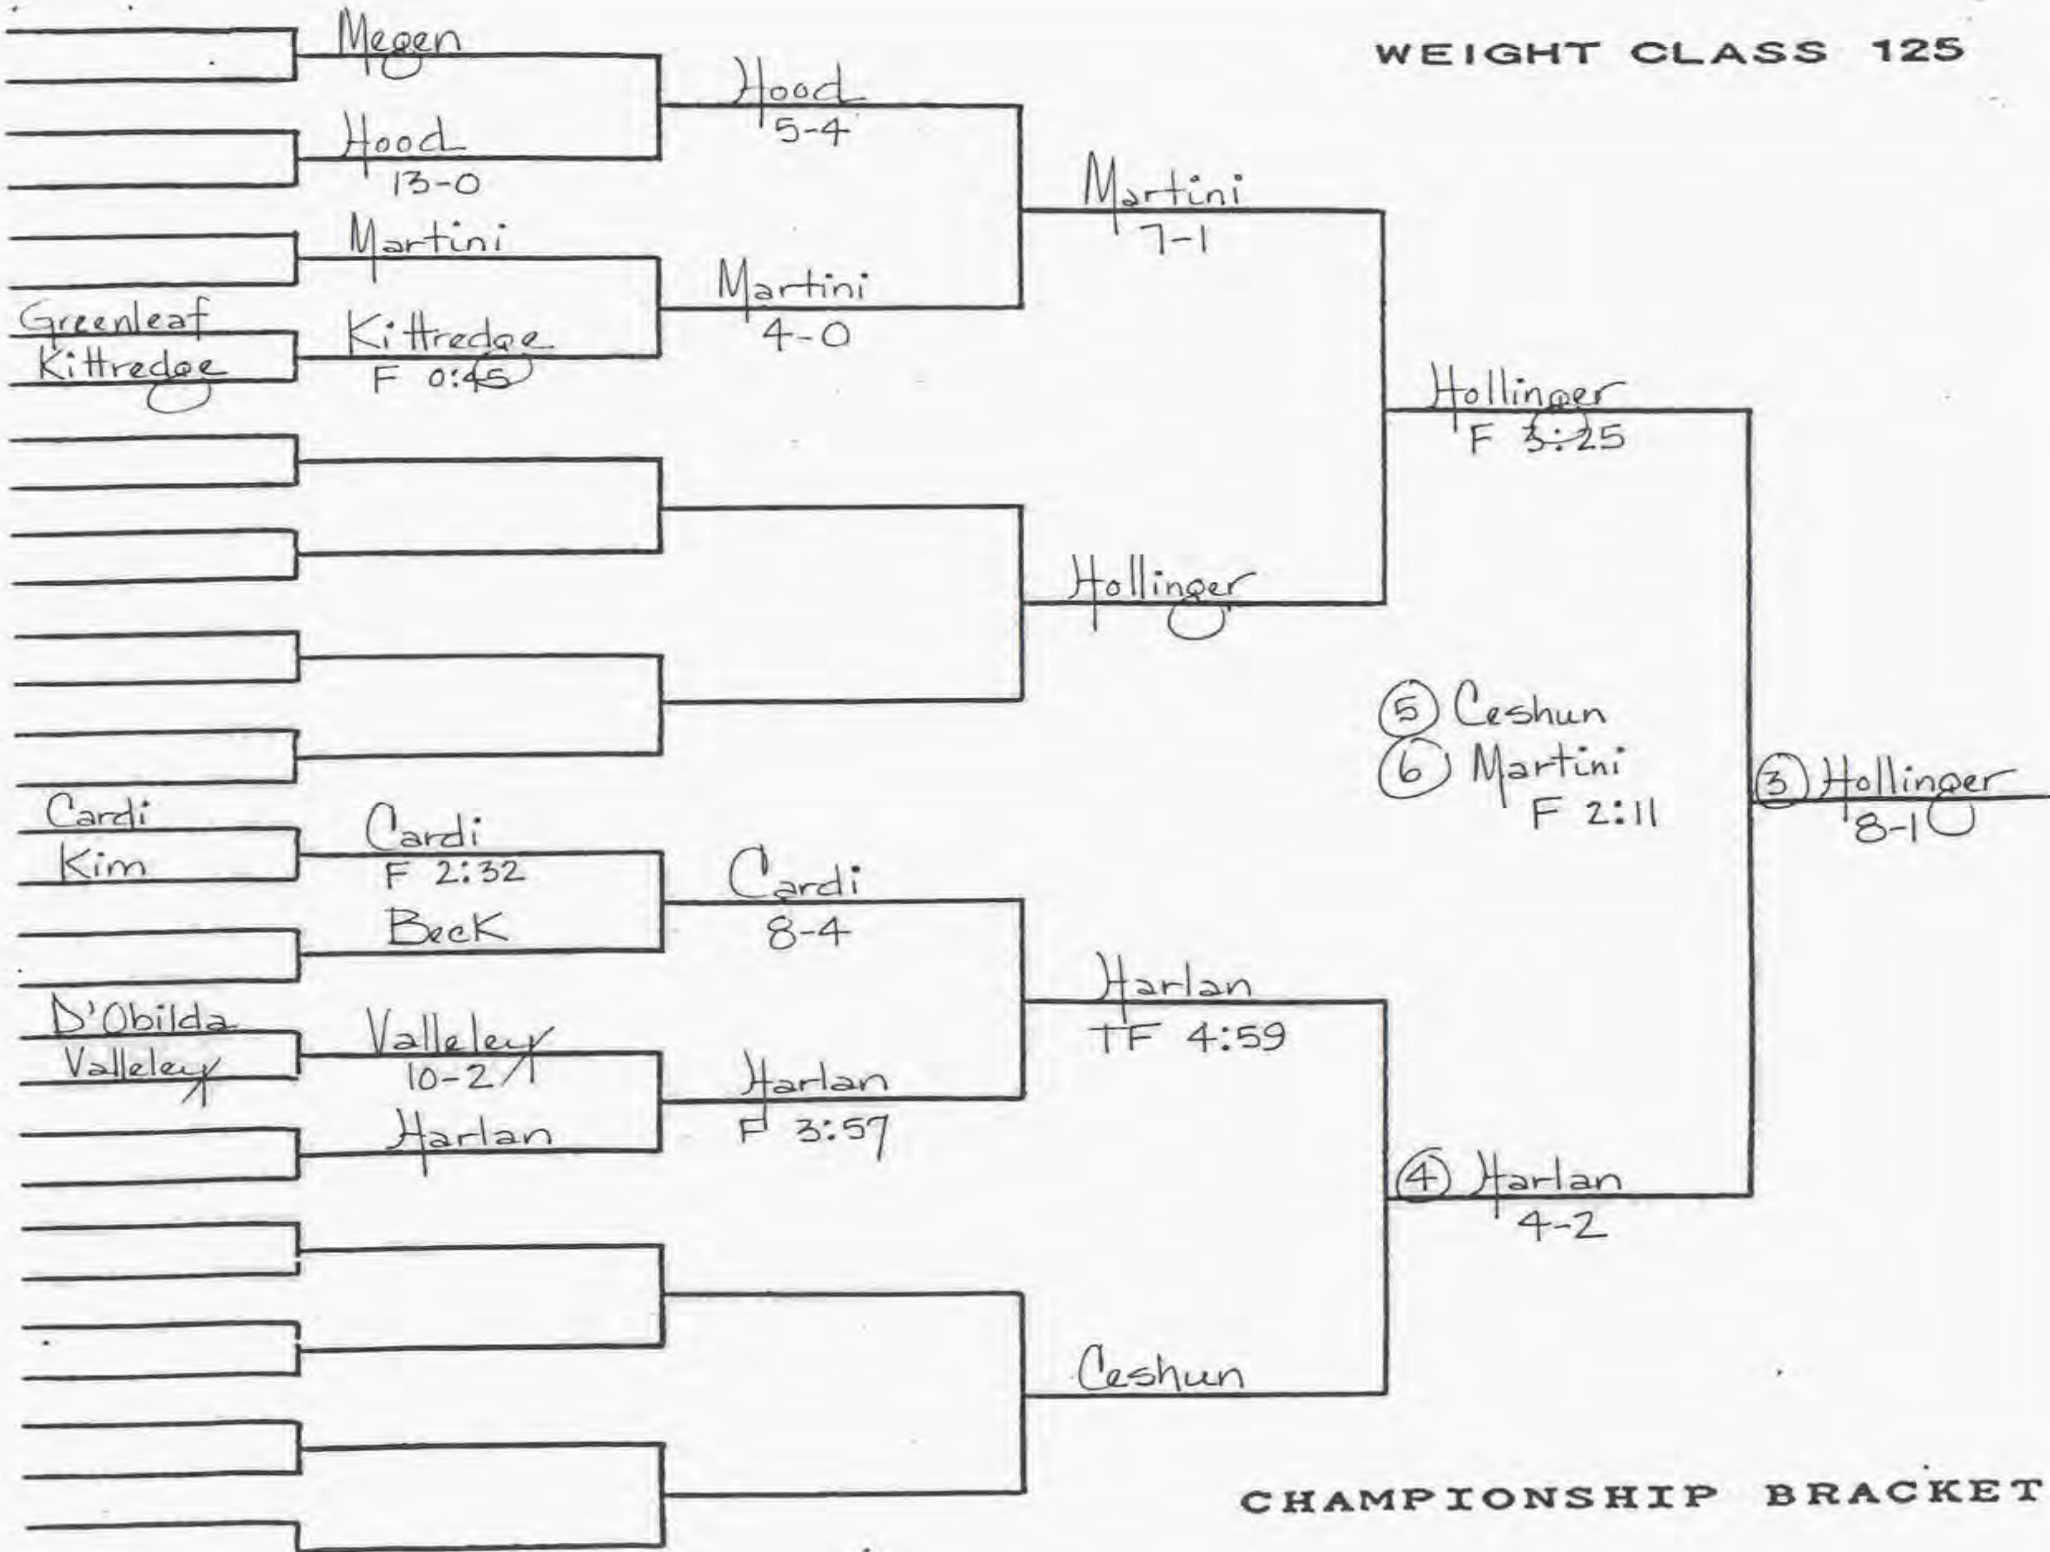 WEIGHT CLASS 125
Megen
Hood
13-0
Martini
Greenleaf
Kittredge
Kittredge
F 0:45
Hood
5-4
Martini
4-0
Martini
7-1
Hollinger
Hollinger
F 3:25
Cardi
Kim
Cardi
F 2:32
Beck
D'Obilda
Valleley
Valleley
10-2
Harlan
Cardi
8-4
Harlan
F 3:57
Harlan
TF 4:59
Ceshun
4 Harlan
4-2
5 Ceshun
6 Martini
F 2:11
3 Hollinger
8-1
CHAMPIONSHIP BRACKET